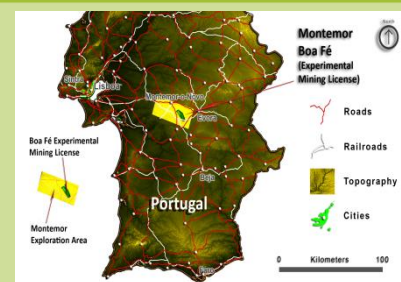 North
Montemor
Boa Fé
(Experimental
Mining License)
Sintra
Lisboa
Montemor-o-Novo
Evora
Roads
Boa Fé Experimental
Mining License
Railroads
Beja
Topography
Portugal
Cities
Montemor
Exploration Area
Faro
Kilometers
0 100